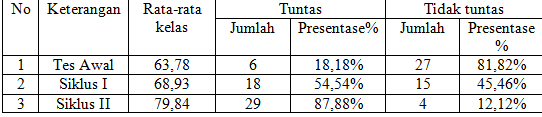 No Keterangan Rata-rata kelas Tuntas Tidak tuntas
Jumlah Presentase% Jumlah Presentase %
1 Tes Awal 63,78 6 18,18% 27 81,82%
2 Siklus I 68,93 18 54,54% 15 45,46%
3 Siklus II 79,84 29 87,88% 4 12,12%